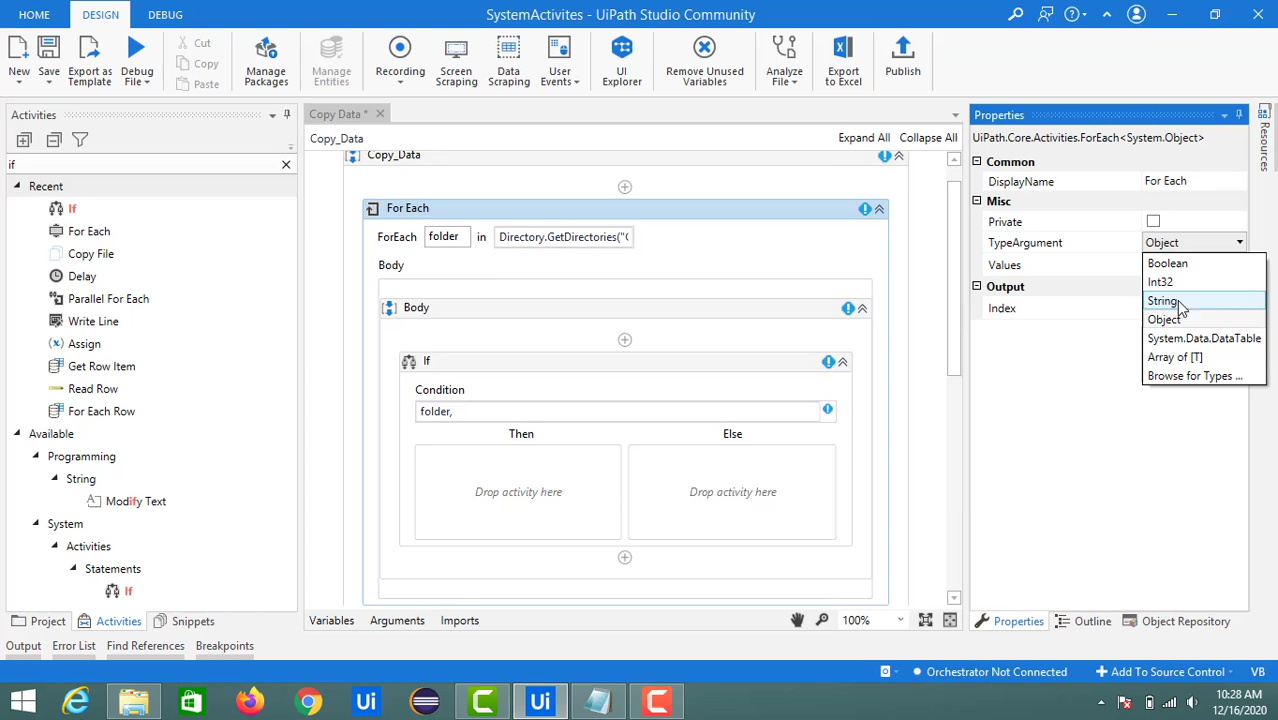 HOME DESIGN DEBUG SystemActivites - UiPath Studio Community
New Save Export as Template Debug File Cut Copy Paste Manage Packages Manage Entities Recording Screen Scraping Data Scraping User Events UI Explorer Remove Unused Variables Analyze File Export to Excel Publish
Activities
if
Recent
If
For Each
Copy File
Delay
Parallel For Each
Write Line
Assign
Get Row Item
Read Row
For Each Row
Available
Programming
String
Modify Text
System
Activities
Statements
If
Project Activities Snippets
Copy Data *
Copy_Data Expand All Collapse All
Copy_Data
For Each
ForEach folder in Directory.GetDirectories("C
Body
Body
If
Condition
folder,
Then Else
Drop activity here Drop activity here
Variables Arguments Imports 100%
Properties
UiPath.Core.Activities.ForEach<System.Object>
Common
DisplayName For Each
Misc
Private
TypeArgument Object
Values
Output
Index
Boolean
Int32
String
Object
System.Data.DataTable
Array of [T]
Browse for Types ...
Resources
Properties Outline Object Repository
Output Error List Find References Breakpoints
Orchestrator Not Connected Add To Source Control VB
Ui Ui
10:28 AM
12/16/2020